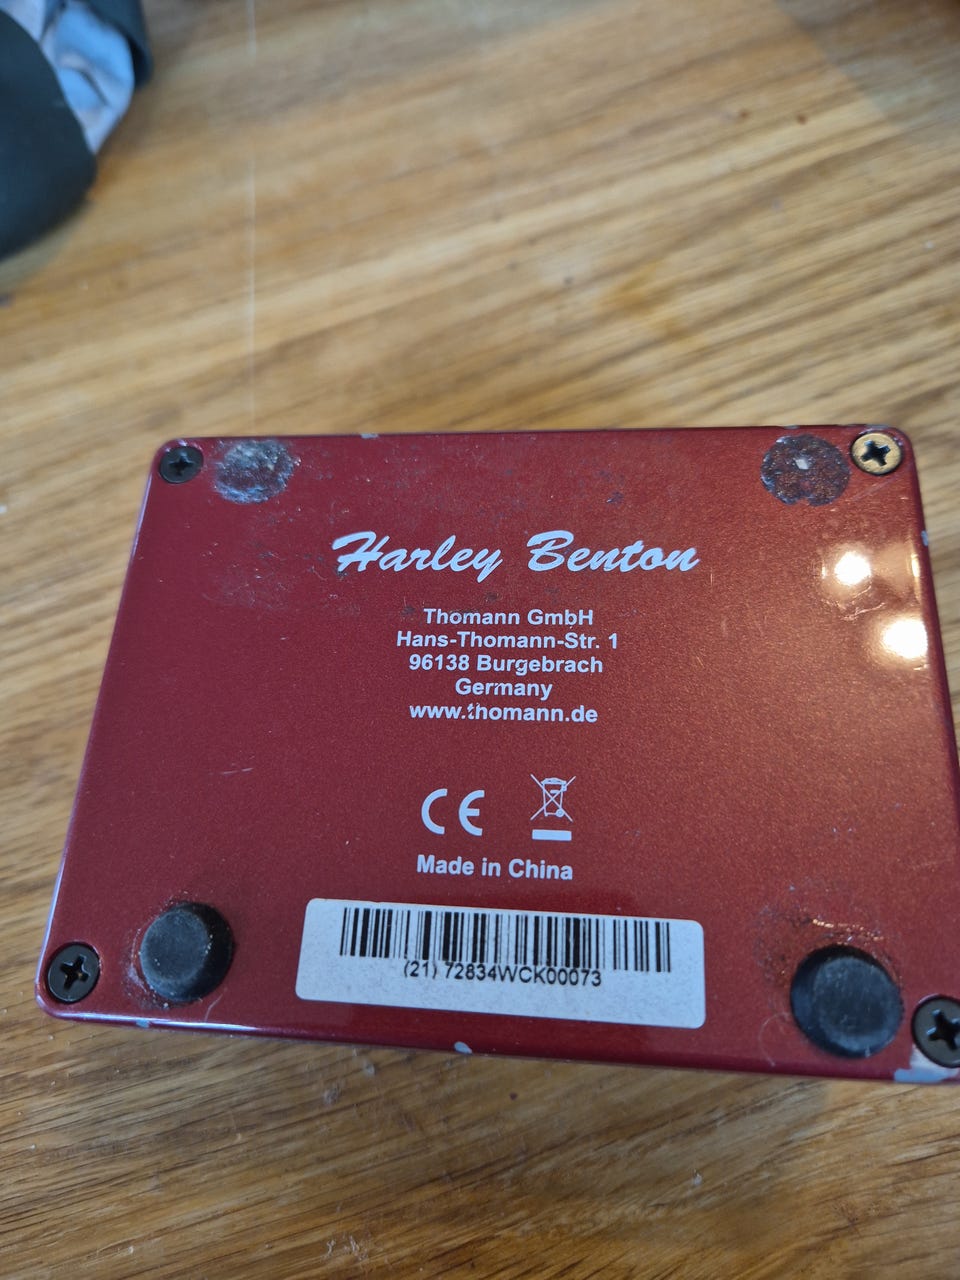 Harley Benton
Thomann GmbH
Hans-Thomann-Str. 1
96138 Burgebrach
Germany
www.thomann.de
CE
Made in China
(21) 72834WCK00073